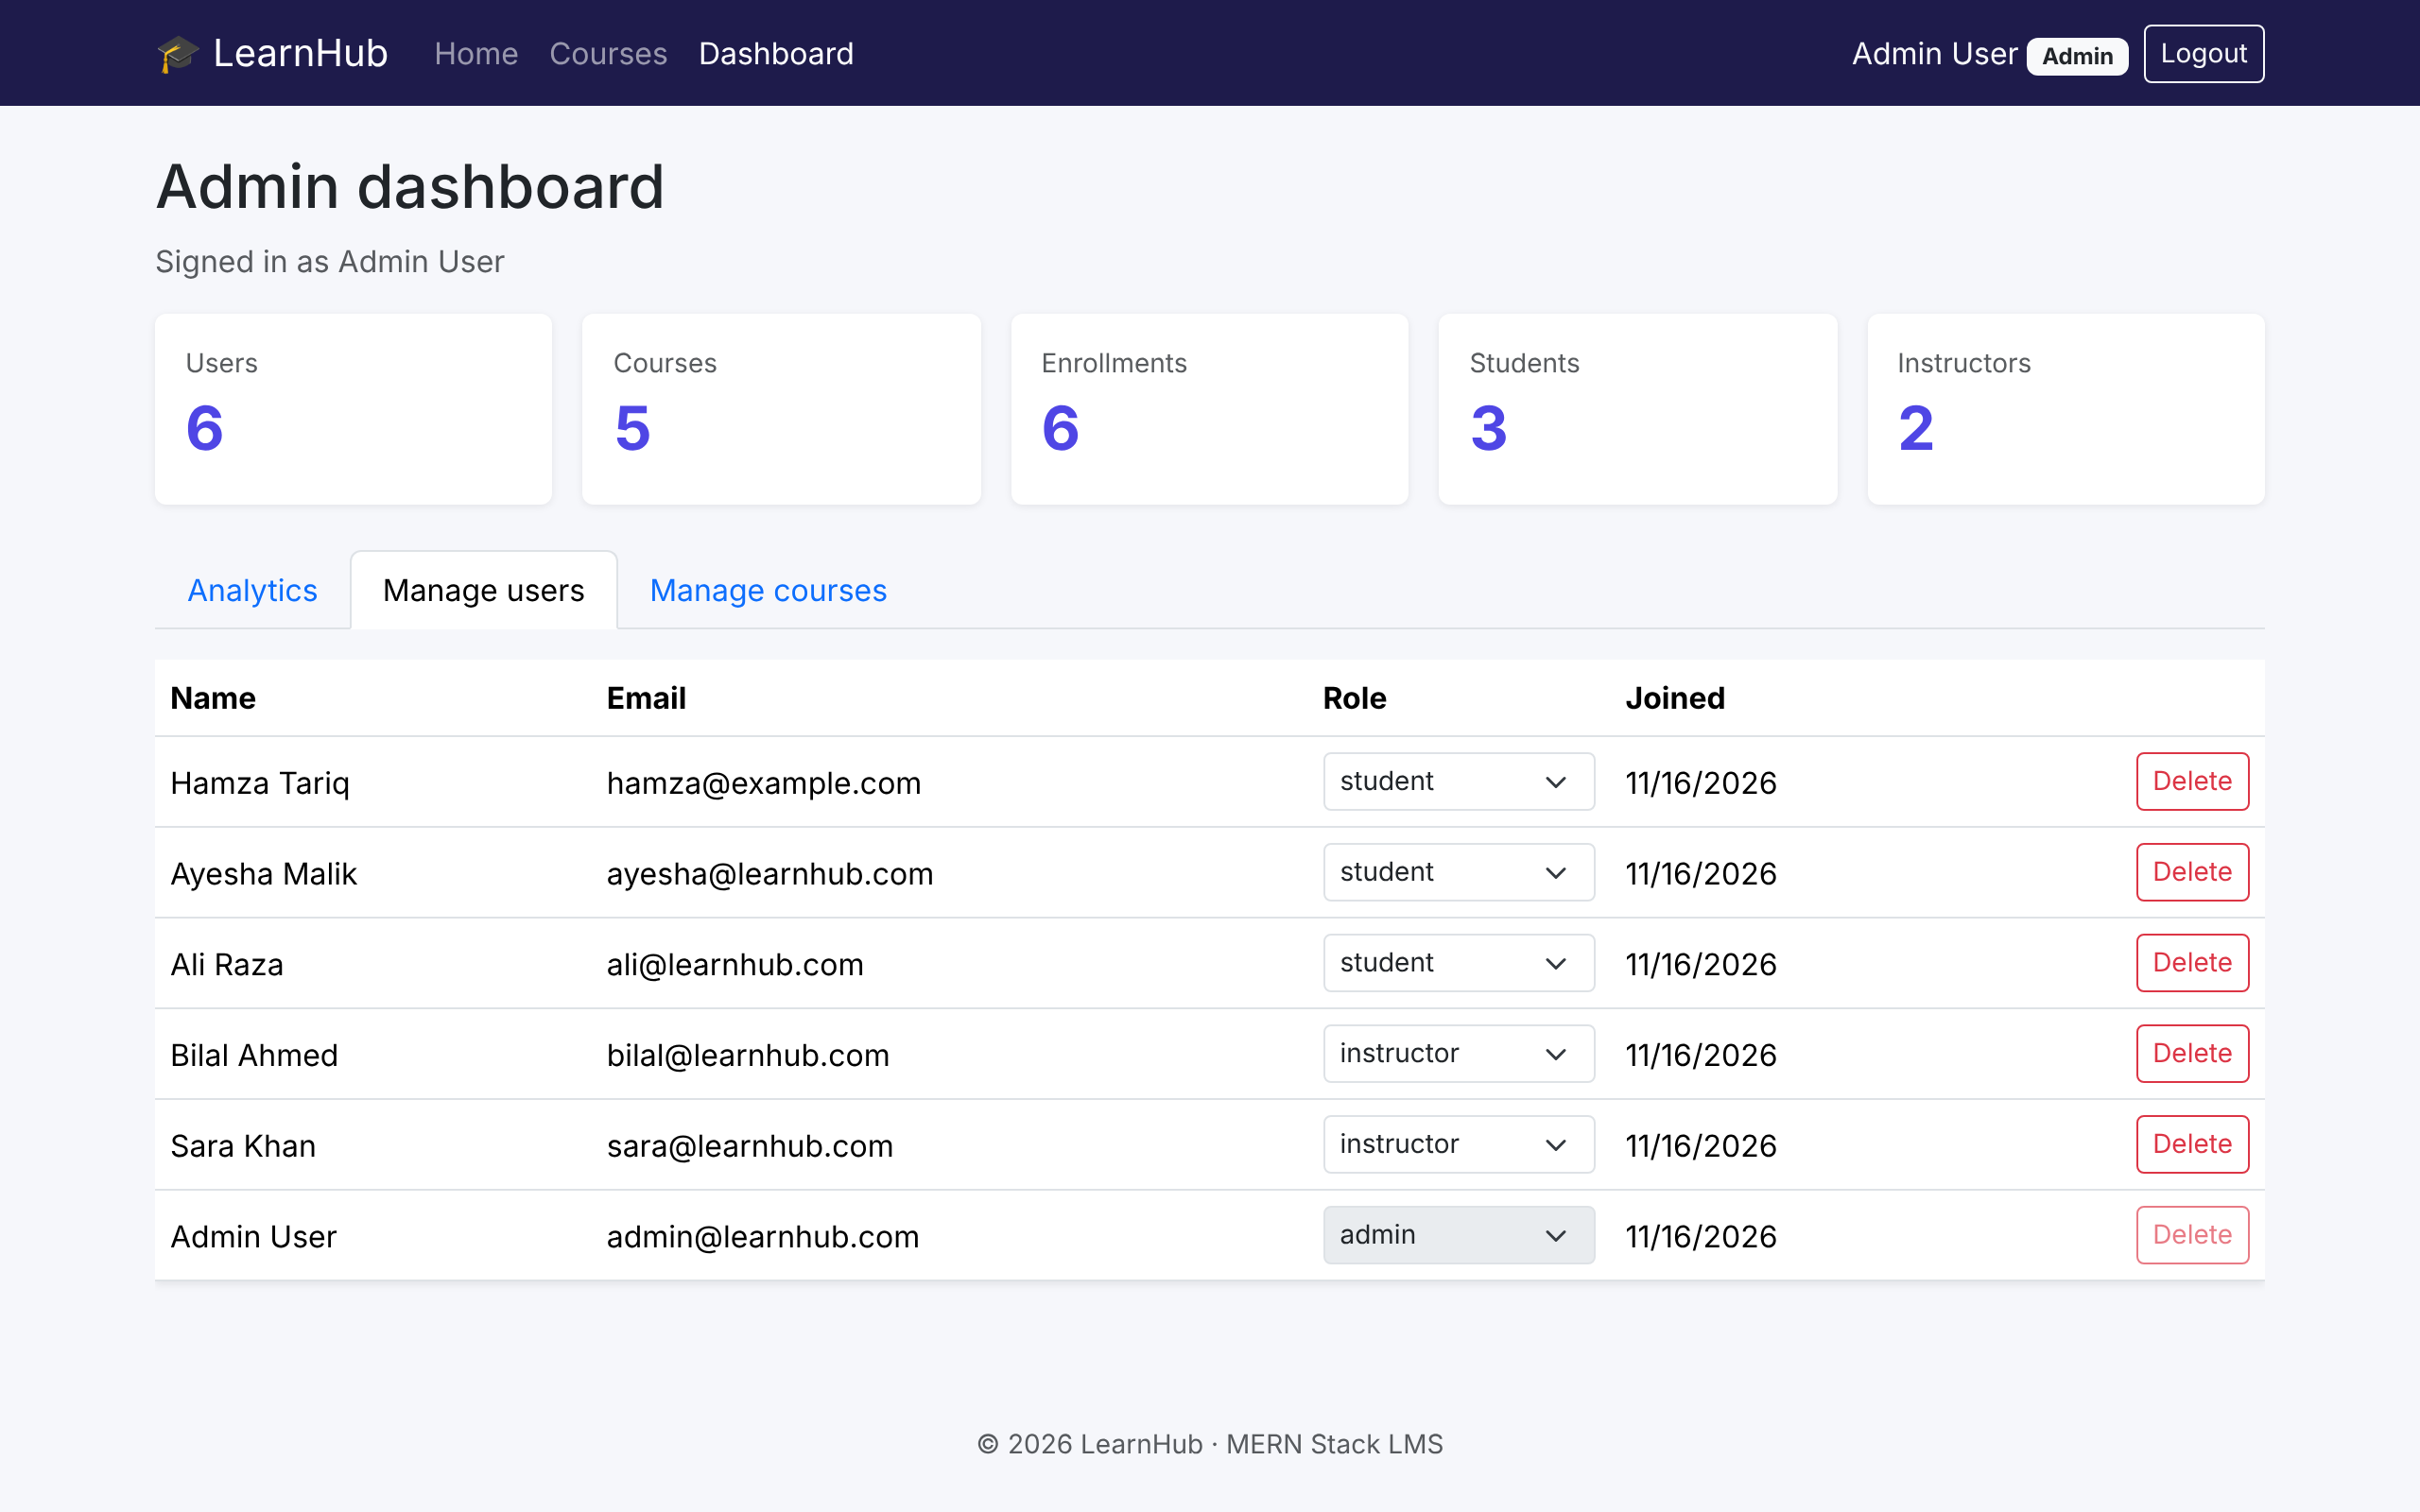 🎓 LearnHub Home Courses Dashboard Admin User Admin Logout
Admin dashboard
Signed in as Admin User
Users Courses Enrollments Students Instructors
6 5 6 3 2
Analytics Manage users Manage courses
Name Email Role Joined
Hamza Tariq hamza@example.com student 11/16/2026 Delete
Ayesha Malik ayesha@learnhub.com student 11/16/2026 Delete
Ali Raza ali@learnhub.com student 11/16/2026 Delete
Bilal Ahmed bilal@learnhub.com instructor 11/16/2026 Delete
Sara Khan sara@learnhub.com instructor 11/16/2026 Delete
Admin User admin@learnhub.com admin 11/16/2026 Delete
© 2026 LearnHub · MERN Stack LMS